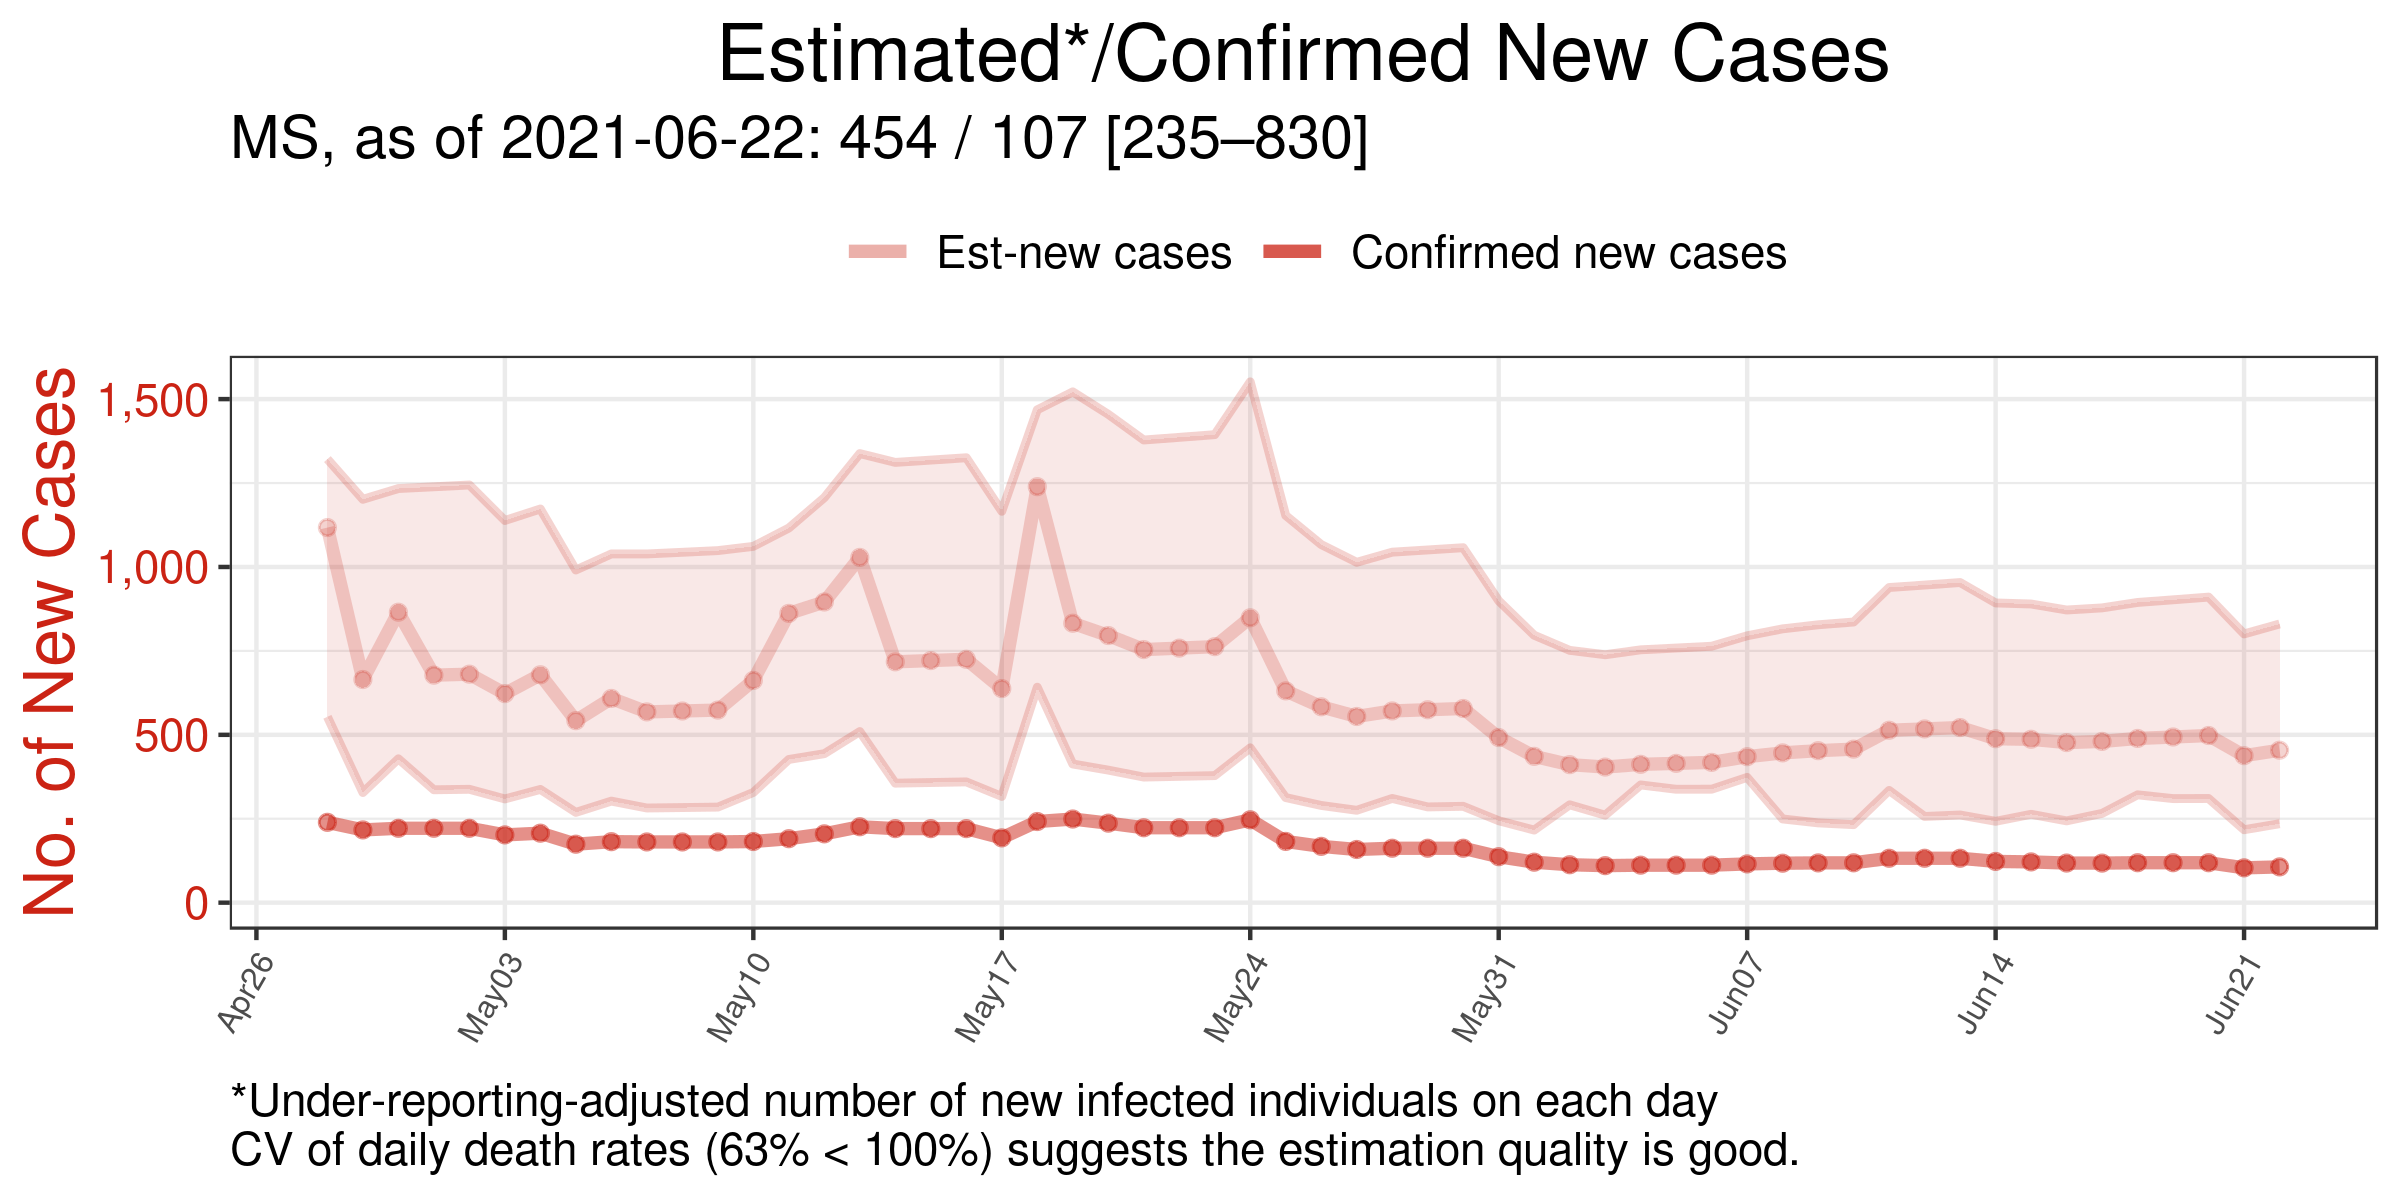 Estimated*/Confirmed New Cases
MS, as of 2021-06-22: 454 / 107 [235–830]
Est-new cases
Confirmed new cases
No. of New Cases
1,500
1,000
500
0
Apr26
May03
May10
May17
May24
May31
Jun07
Jun14
Jun21
*Under-reporting-adjusted number of new infected individuals on each day
CV of daily death rates (63% < 100%) suggests the estimation quality is good.